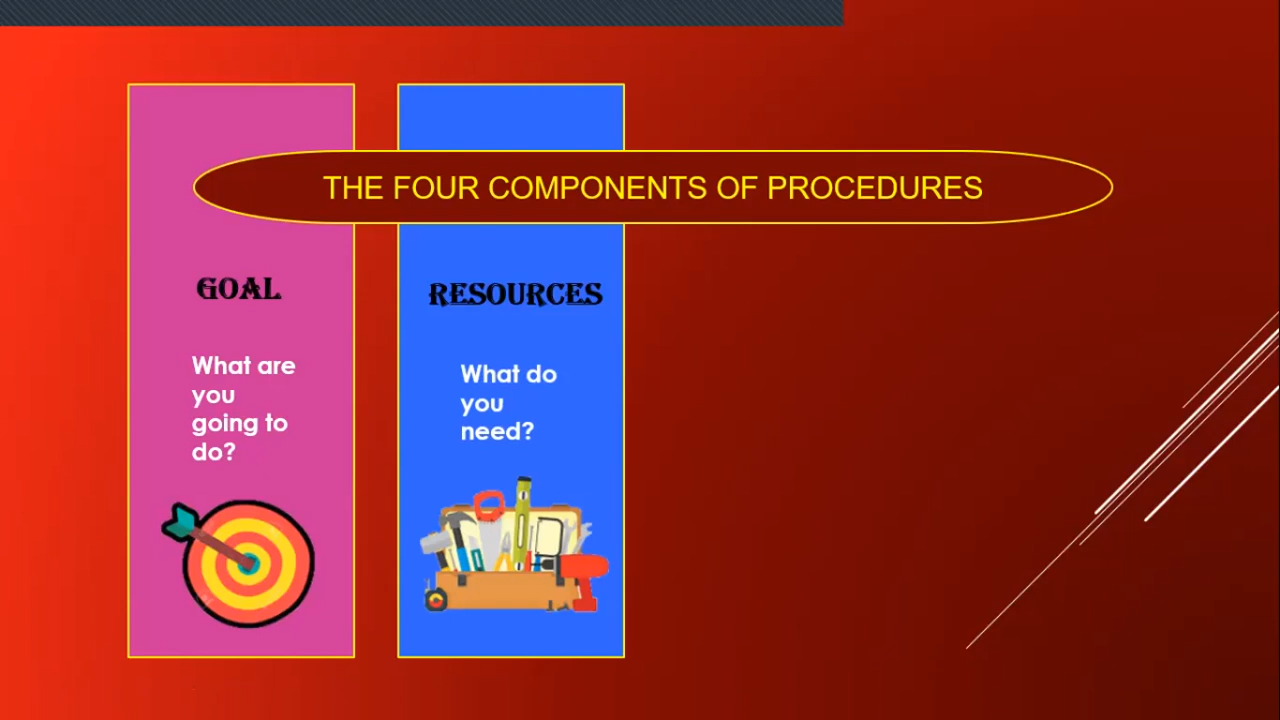 THE FOUR COMPONENTS OF PROCEDURES
GOAL
What are
you
going to
do?
RESOURCES
What do
you
need?